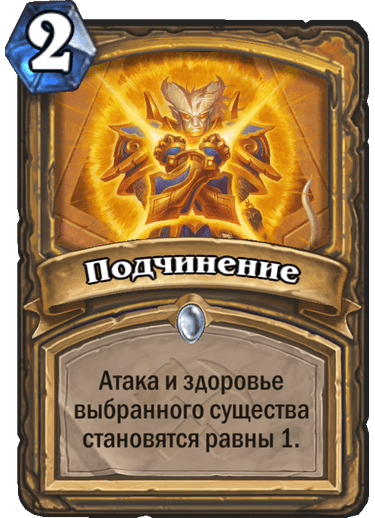 2
Подчинение
Атака и здоровье
выбранного существа
становятся равны 1.